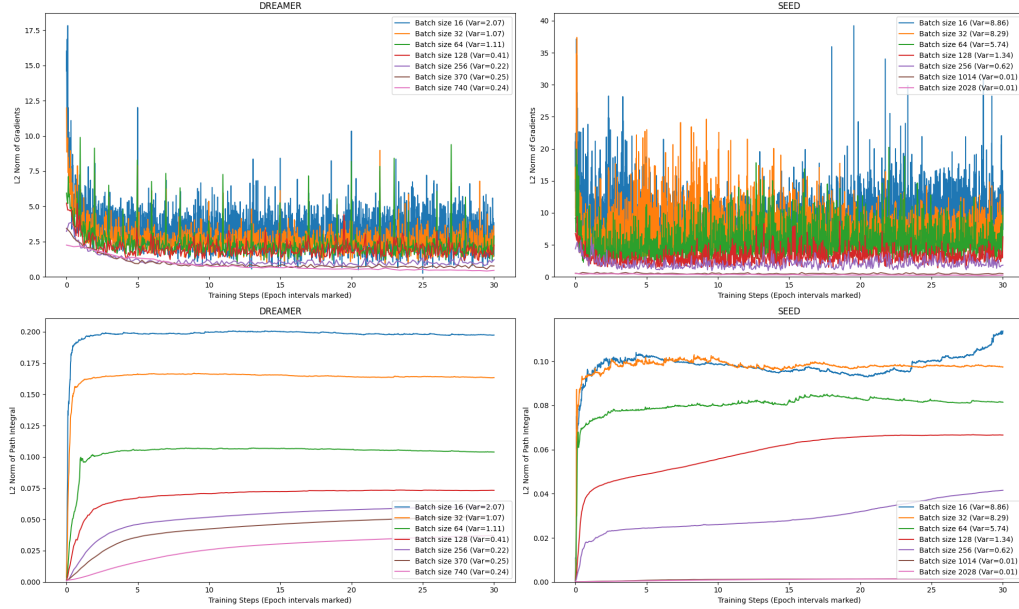 DREAMER
17.5
15.0
12.5
10.0
7.5
5.0
2.5
0.0
L2 Norm of Gradients
Batch size 16 (Var=2.07)
Batch size 32 (Var=1.07)
Batch size 64 (Var=1.11)
Batch size 128 (Var=0.41)
Batch size 256 (Var=0.22)
Batch size 370 (Var=0.25)
Batch size 740 (Var=0.24)
0 5 10 15 20 25 30
Training Steps (Epoch intervals marked)
SEED
40
35
30
25
20
15
10
5
0
L2 Norm of Gradients
Batch size 16 (Var=8.86)
Batch size 32 (Var=8.29)
Batch size 64 (Var=5.74)
Batch size 128 (Var=1.34)
Batch size 256 (Var=0.62)
Batch size 1014 (Var=0.01)
Batch size 2028 (Var=0.01)
0 5 10 15 20 25 30
Training Steps (Epoch intervals marked)
DREAMER
0.200
0.175
0.150
0.125
0.100
0.075
0.050
0.025
0.000
L2 Norm of Path Integral
Batch size 16 (Var=2.07)
Batch size 32 (Var=1.07)
Batch size 64 (Var=1.11)
Batch size 128 (Var=0.41)
Batch size 256 (Var=0.22)
Batch size 370 (Var=0.25)
Batch size 740 (Var=0.24)
0 5 10 15 20 25 30
Training Steps (Epoch intervals marked)
SEED
0.10
0.08
0.06
0.04
0.02
0.00
L2 Norm of Path Integral
Batch size 16 (Var=8.86)
Batch size 32 (Var=8.29)
Batch size 64 (Var=5.74)
Batch size 128 (Var=1.34)
Batch size 256 (Var=0.62)
Batch size 1014 (Var=0.01)
Batch size 2028 (Var=0.01)
0 5 10 15 20 25 30
Training Steps (Epoch intervals marked)